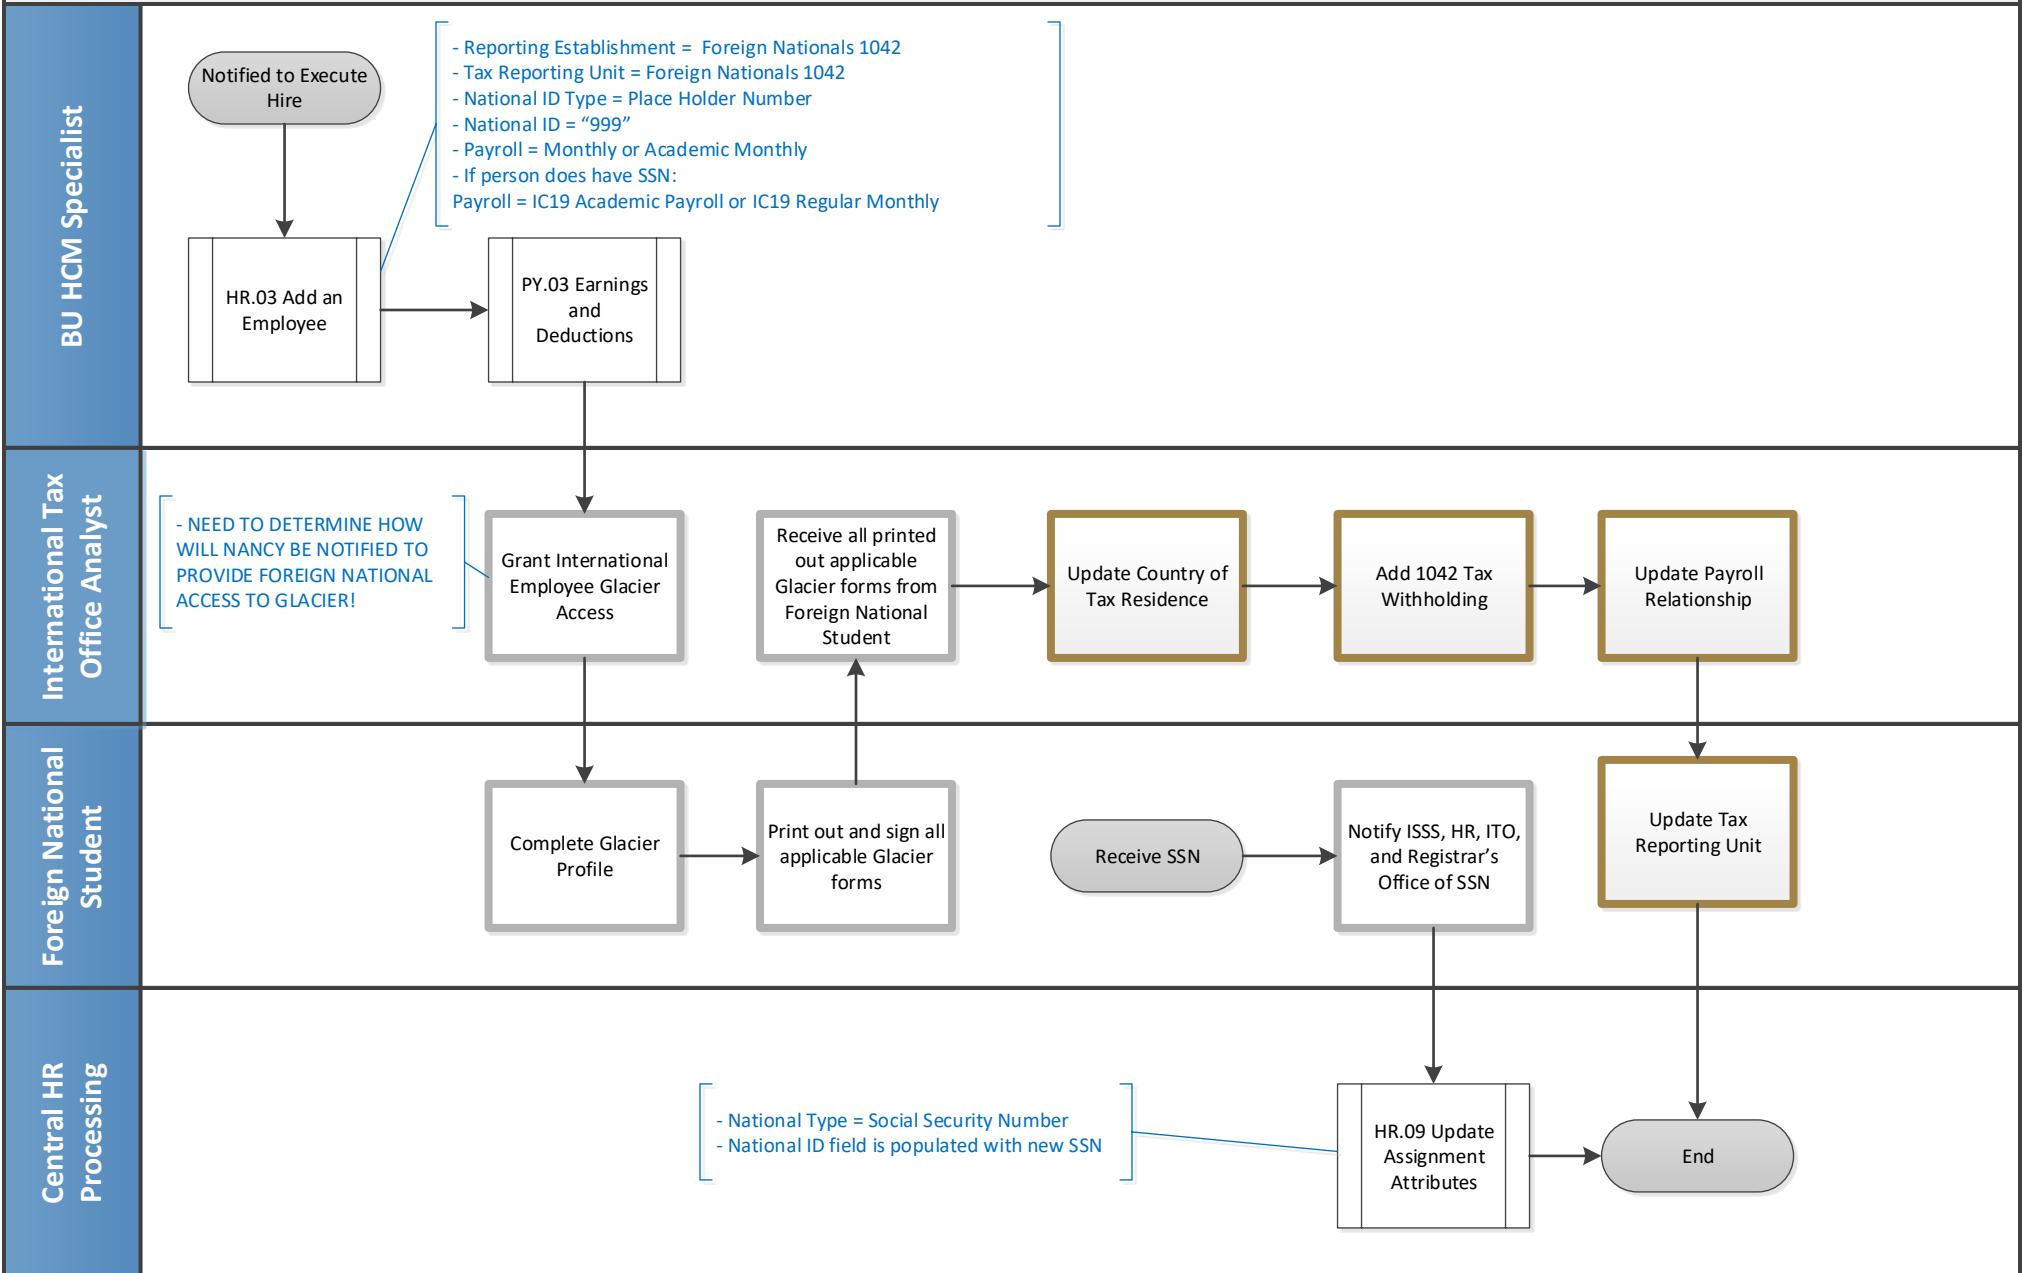 BU HCM Specialist
Notified to Execute
Hire
- Reporting Establishment =  Foreign Nationals 1042
- Tax Reporting Unit = Foreign Nationals 1042
- National ID Type = Place Holder Number
- National ID = “999”
- Payroll = Monthly or Academic Monthly
- If person does have SSN:
Payroll = IC19 Academic Payroll or IC19 Regular Monthly
HR.03 Add an
Employee
PY.03 Earnings
and
Deductions
International Tax
Office Analyst
- NEED TO DETERMINE HOW
WILL NANCY BE NOTIFIED TO
PROVIDE FOREIGN NATIONAL
ACCESS TO GLACIER!
Grant International
Employee Glacier
Access
Receive all printed
out applicable
Glacier forms from
Foreign National
Student
Update Country of
Tax Residence
Add 1042 Tax
Withholding
Update Payroll
Relationship
Foreign National
Student
Complete Glacier
Profile
Print out and sign all
applicable Glacier
forms
Receive SSN
Notify ISSS, HR, ITO,
and Registrar’s
Office of SSN
Update Tax
Reporting Unit
Central HR
Processing
- National Type = Social Security Number
- National ID field is populated with new SSN
HR.09 Update
Assignment
Attributes
End